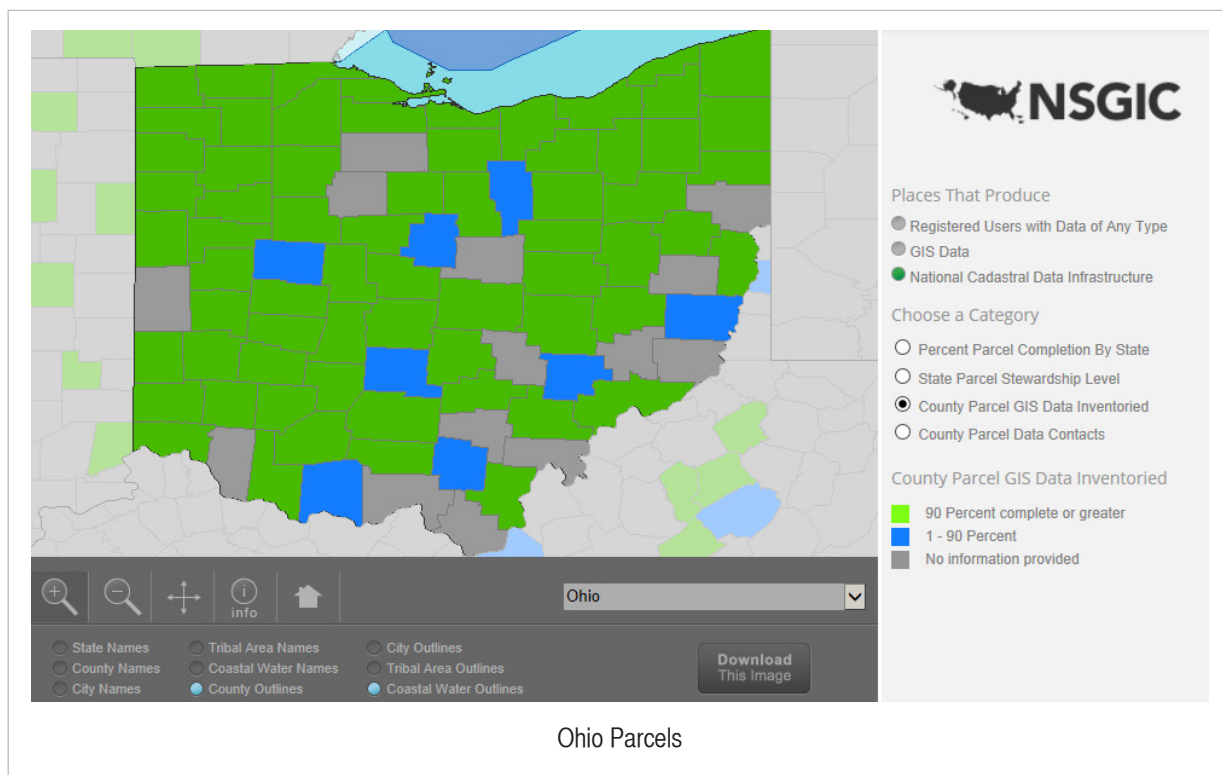 NSGIC
Places That Produce
Registered Users with Data of Any Type
GIS Data
National Cadastral Data Infrastructure
Choose a Category
Percent Parcel Completion By State
State Parcel Stewardship Level
County Parcel GIS Data Inventoried
County Parcel Data Contacts
County Parcel GIS Data Inventoried
90 Percent complete or greater
1 - 90 Percent
No information provided
info
Ohio
State Names
Tribal Area Names
City Outlines
County Names
Coastal Water Names
Tribal Area Outlines
City Names
County Outlines
Coastal Water Outlines
Download
This Image
Ohio Parcels